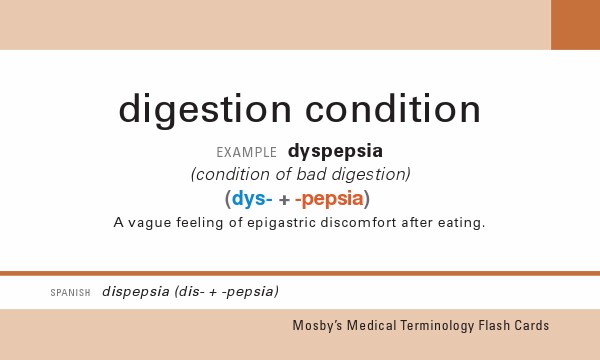 digestion condition
EXAMPLE dyspepsia
(condition of bad digestion)
(dys- + -pepsia)
A vague feeling of epigastric discomfort after eating.
SPANISH dispepsia (dis- + -pepsia)
Mosby's Medical Terminology Flash Cards